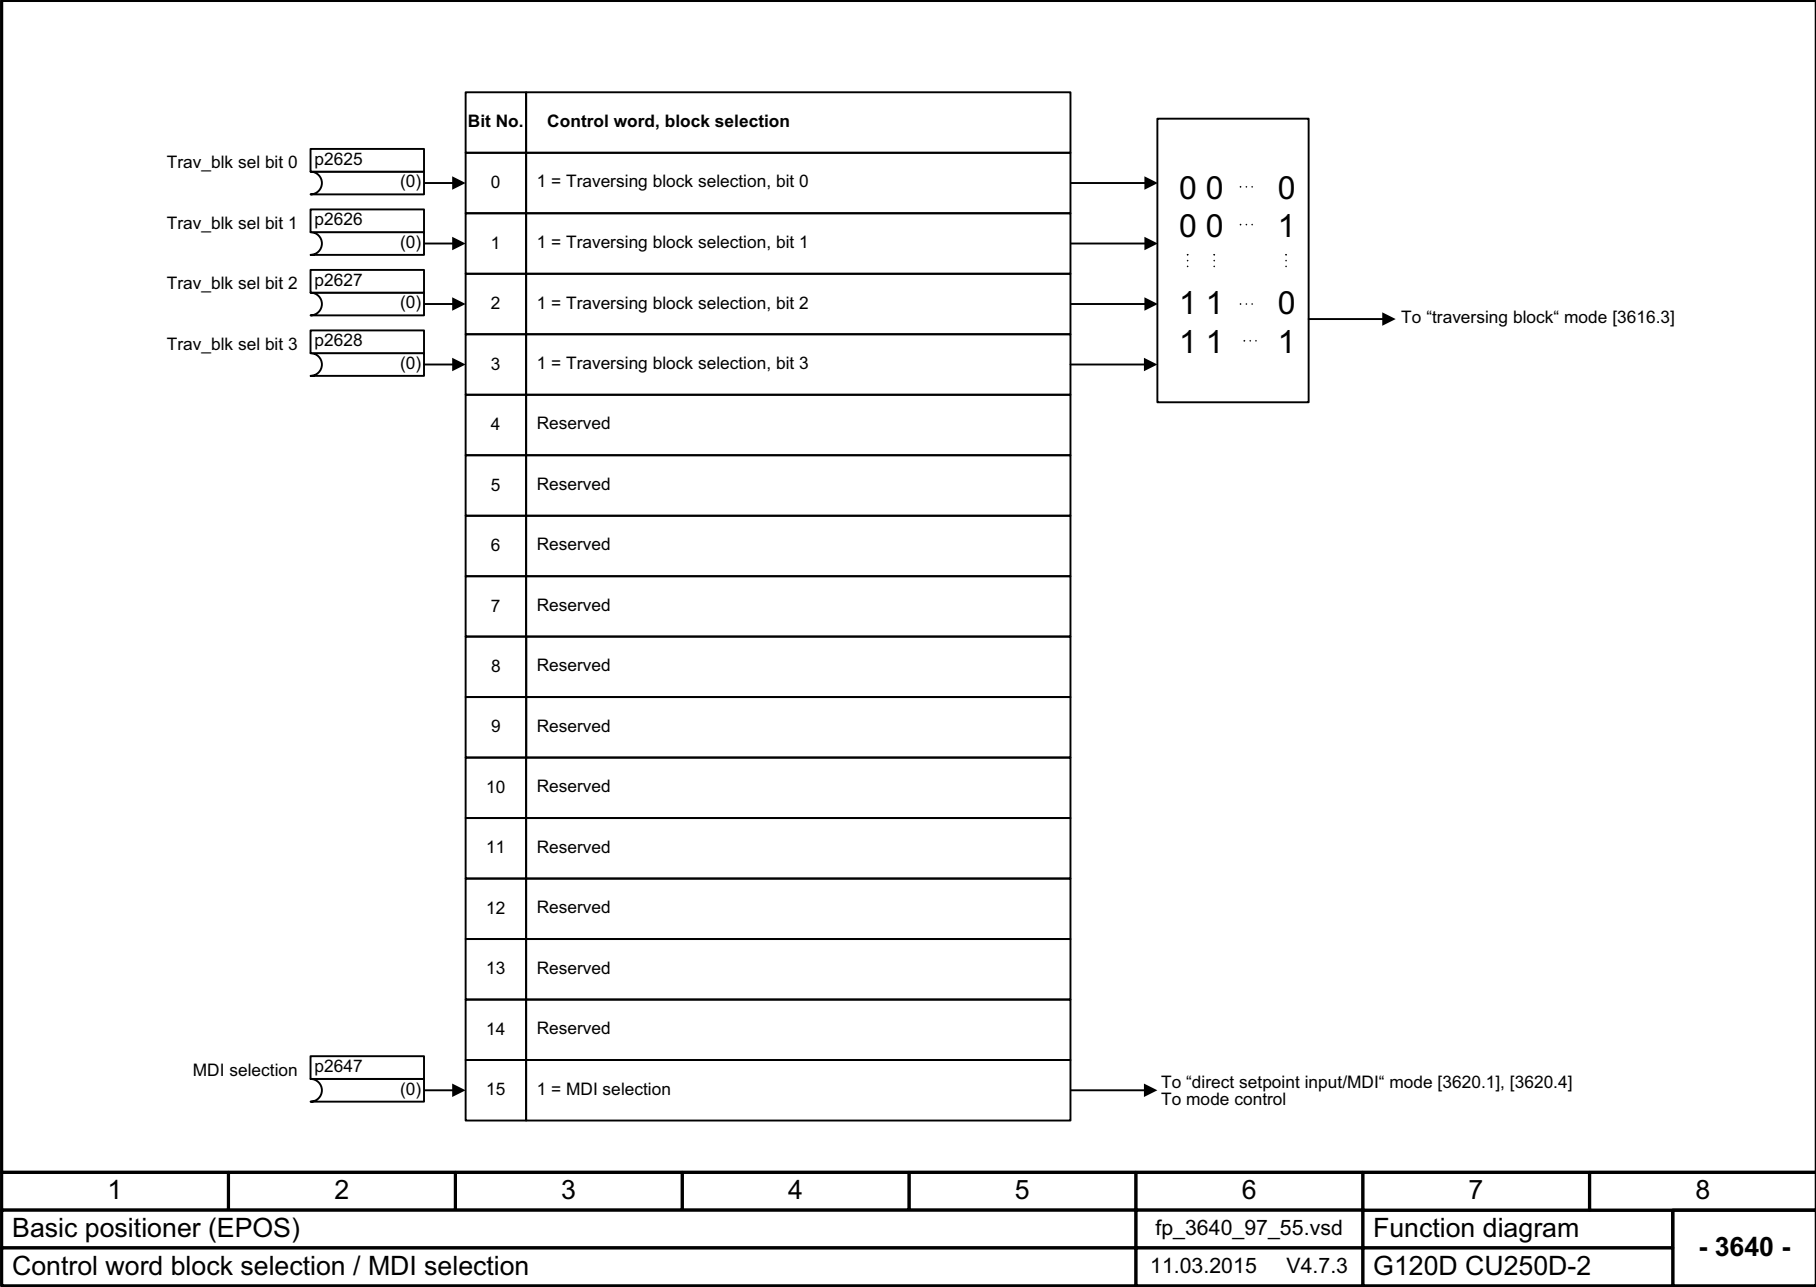 Bit No. Control word, block selection
Trav_blk sel bit 0 p2625
(0) 0 1 = Traversing block selection, bit 0
Trav_blk sel bit 1 p2626
(0) 1 1 = Traversing block selection, bit 1
Trav_blk sel bit 2 p2627
(0) 2 1 = Traversing block selection, bit 2
Trav_blk sel bit 3 p2628
(0) 3 1 = Traversing block selection, bit 3
0 0 ... 0
0 0 ... 1
⋮ ⋮ ⋮
1 1 ... 0
1 1 ... 1
To “traversing block“ mode [3616.3]
4 Reserved
5 Reserved
6 Reserved
7 Reserved
8 Reserved
9 Reserved
10 Reserved
11 Reserved
12 Reserved
13 Reserved
14 Reserved
MDI selection p2647
(0) 15 1 = MDI selection
To “direct setpoint input/MDI“ mode [3620.1], [3620.4]
To mode control
1 2 3 4 5 6 7 8
Basic positioner (EPOS) fp_3640_97_55.vsd Function diagram
- 3640 -
Control word block selection / MDI selection 11.03.2015 V4.7.3 G120D CU250D-2